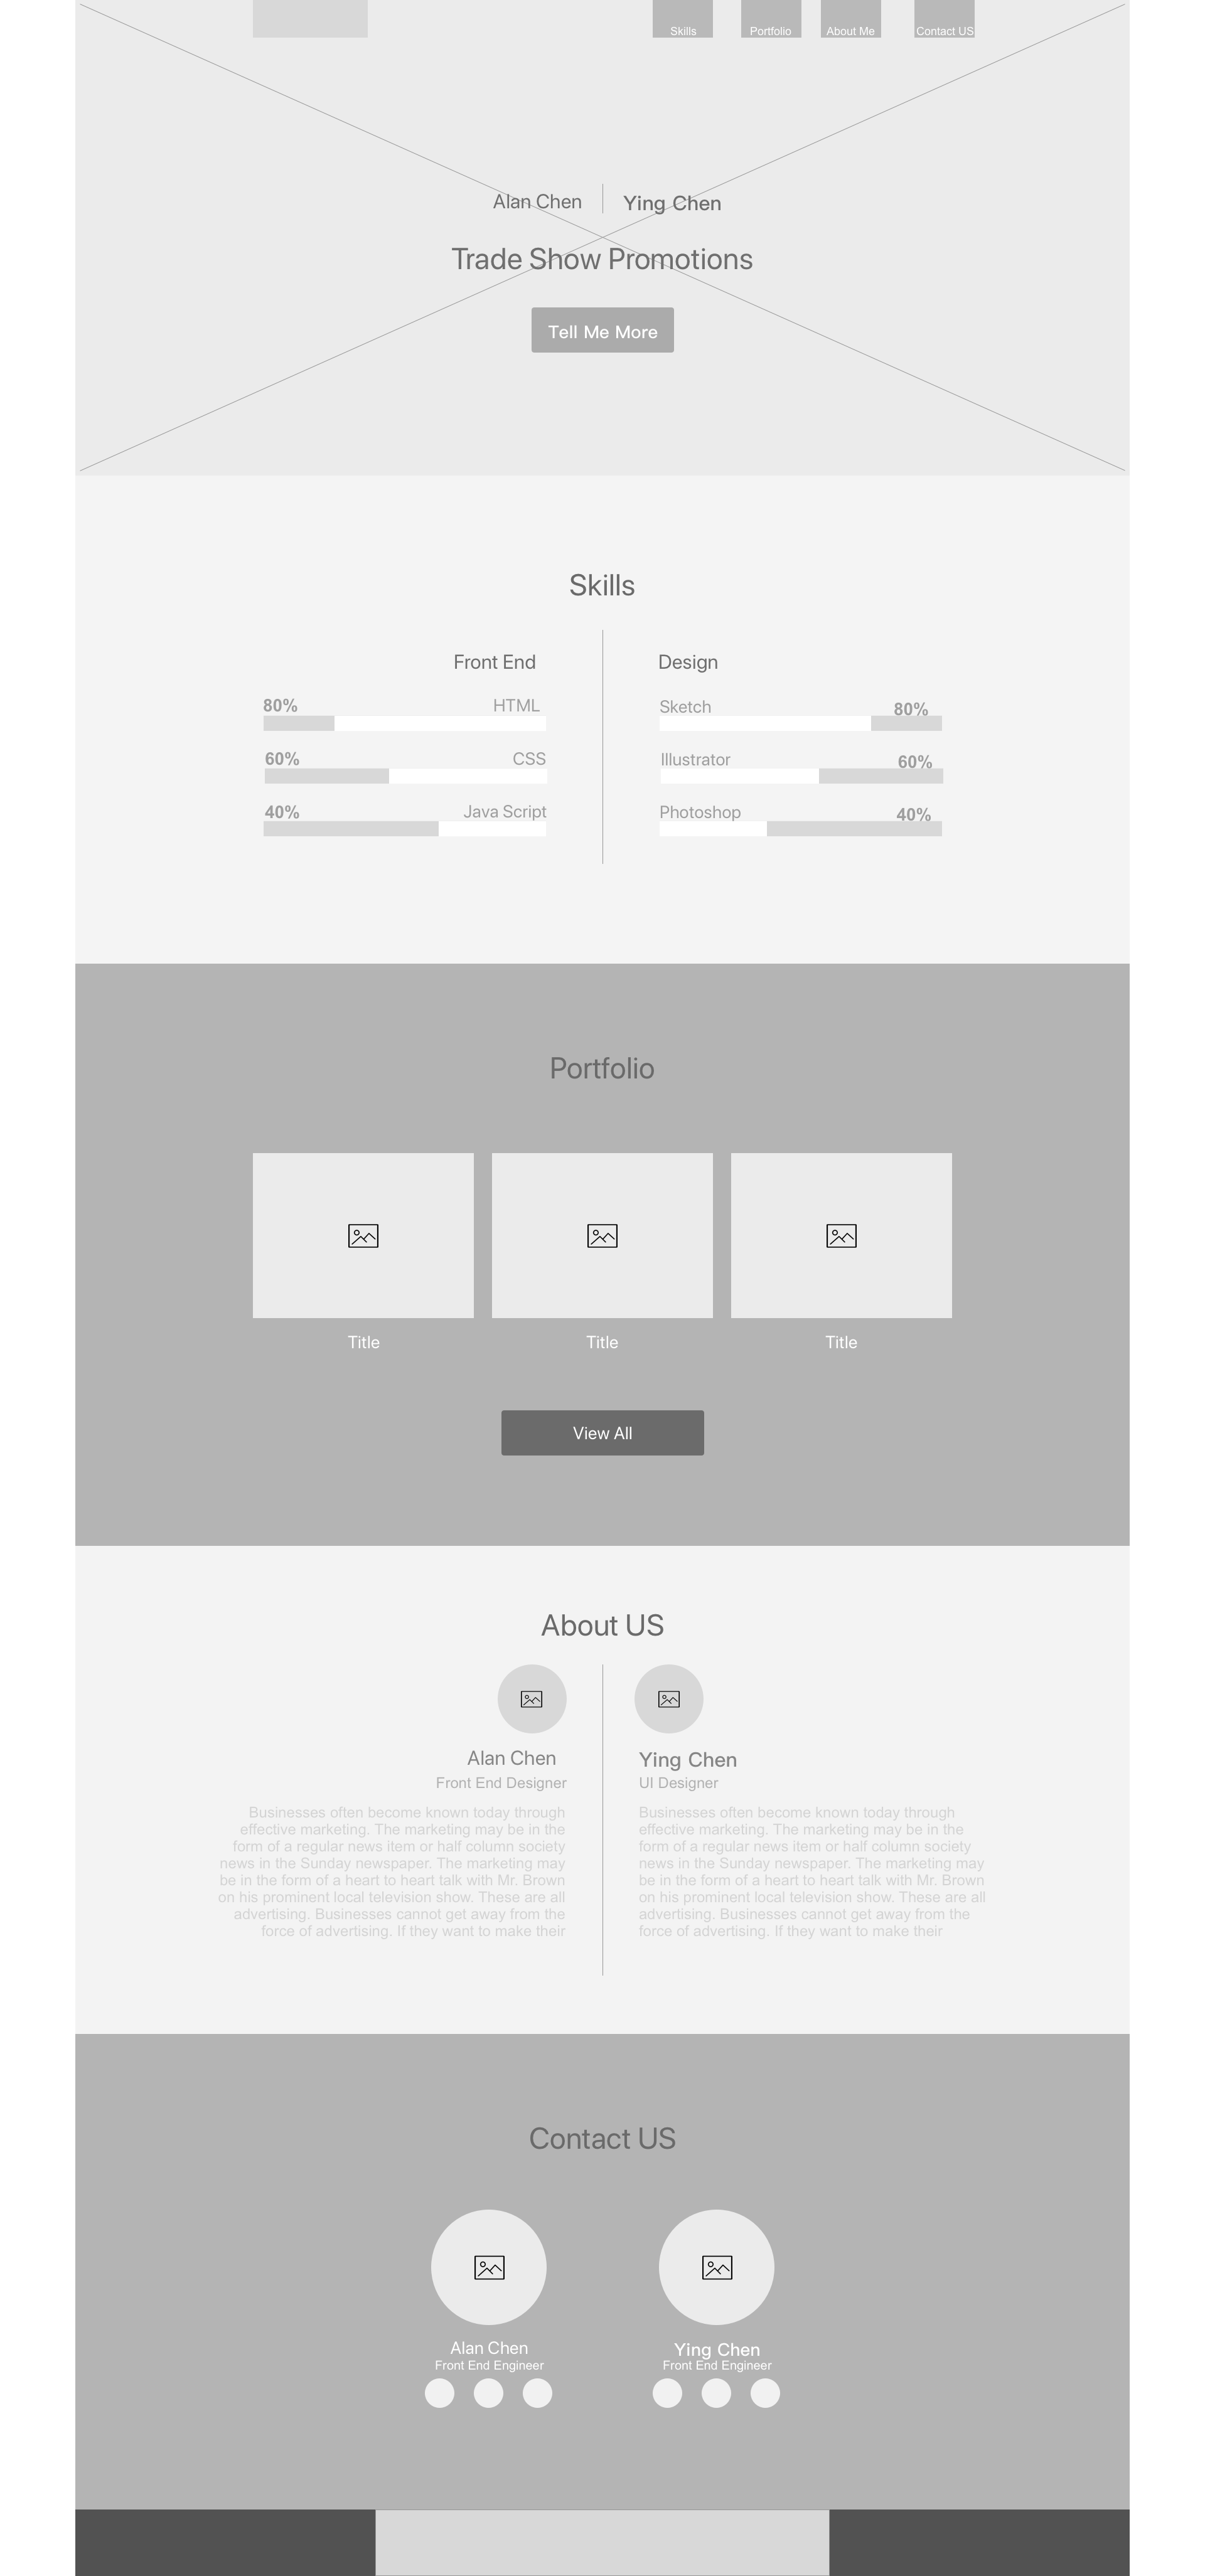 Skills
Portfolio
About Me
Contact US
Alan Chen
Ying Chen
Trade Show Promotions
Tell Me More
Skills
Front End
80%
HTML
60%
CSS
40%
Java Script
Design
Sketch
80%
Illustrator
60%
Photoshop
40%
Portfolio
Title
Title
Title
View All
About US
Alan Chen
Front End Designer
Businesses often become known today through
effective marketing. The marketing may be in the
form of a regular news item or half column society
news in the Sunday newspaper. The marketing may
be in the form of a heart to heart talk with Mr. Brown
on his prominent local television show. These are all
advertising. Businesses cannot get away from the
force of advertising. If they want to make their
Ying Chen
UI Designer
Businesses often become known today through
effective marketing. The marketing may be in the
form of a regular news item or half column society
news in the Sunday newspaper. The marketing may
be in the form of a heart to heart talk with Mr. Brown
on his prominent local television show. These are all
advertising. Businesses cannot get away from the
force of advertising. If they want to make their
Contact US
Alan Chen
Front End Engineer
Ying Chen
Front End Engineer